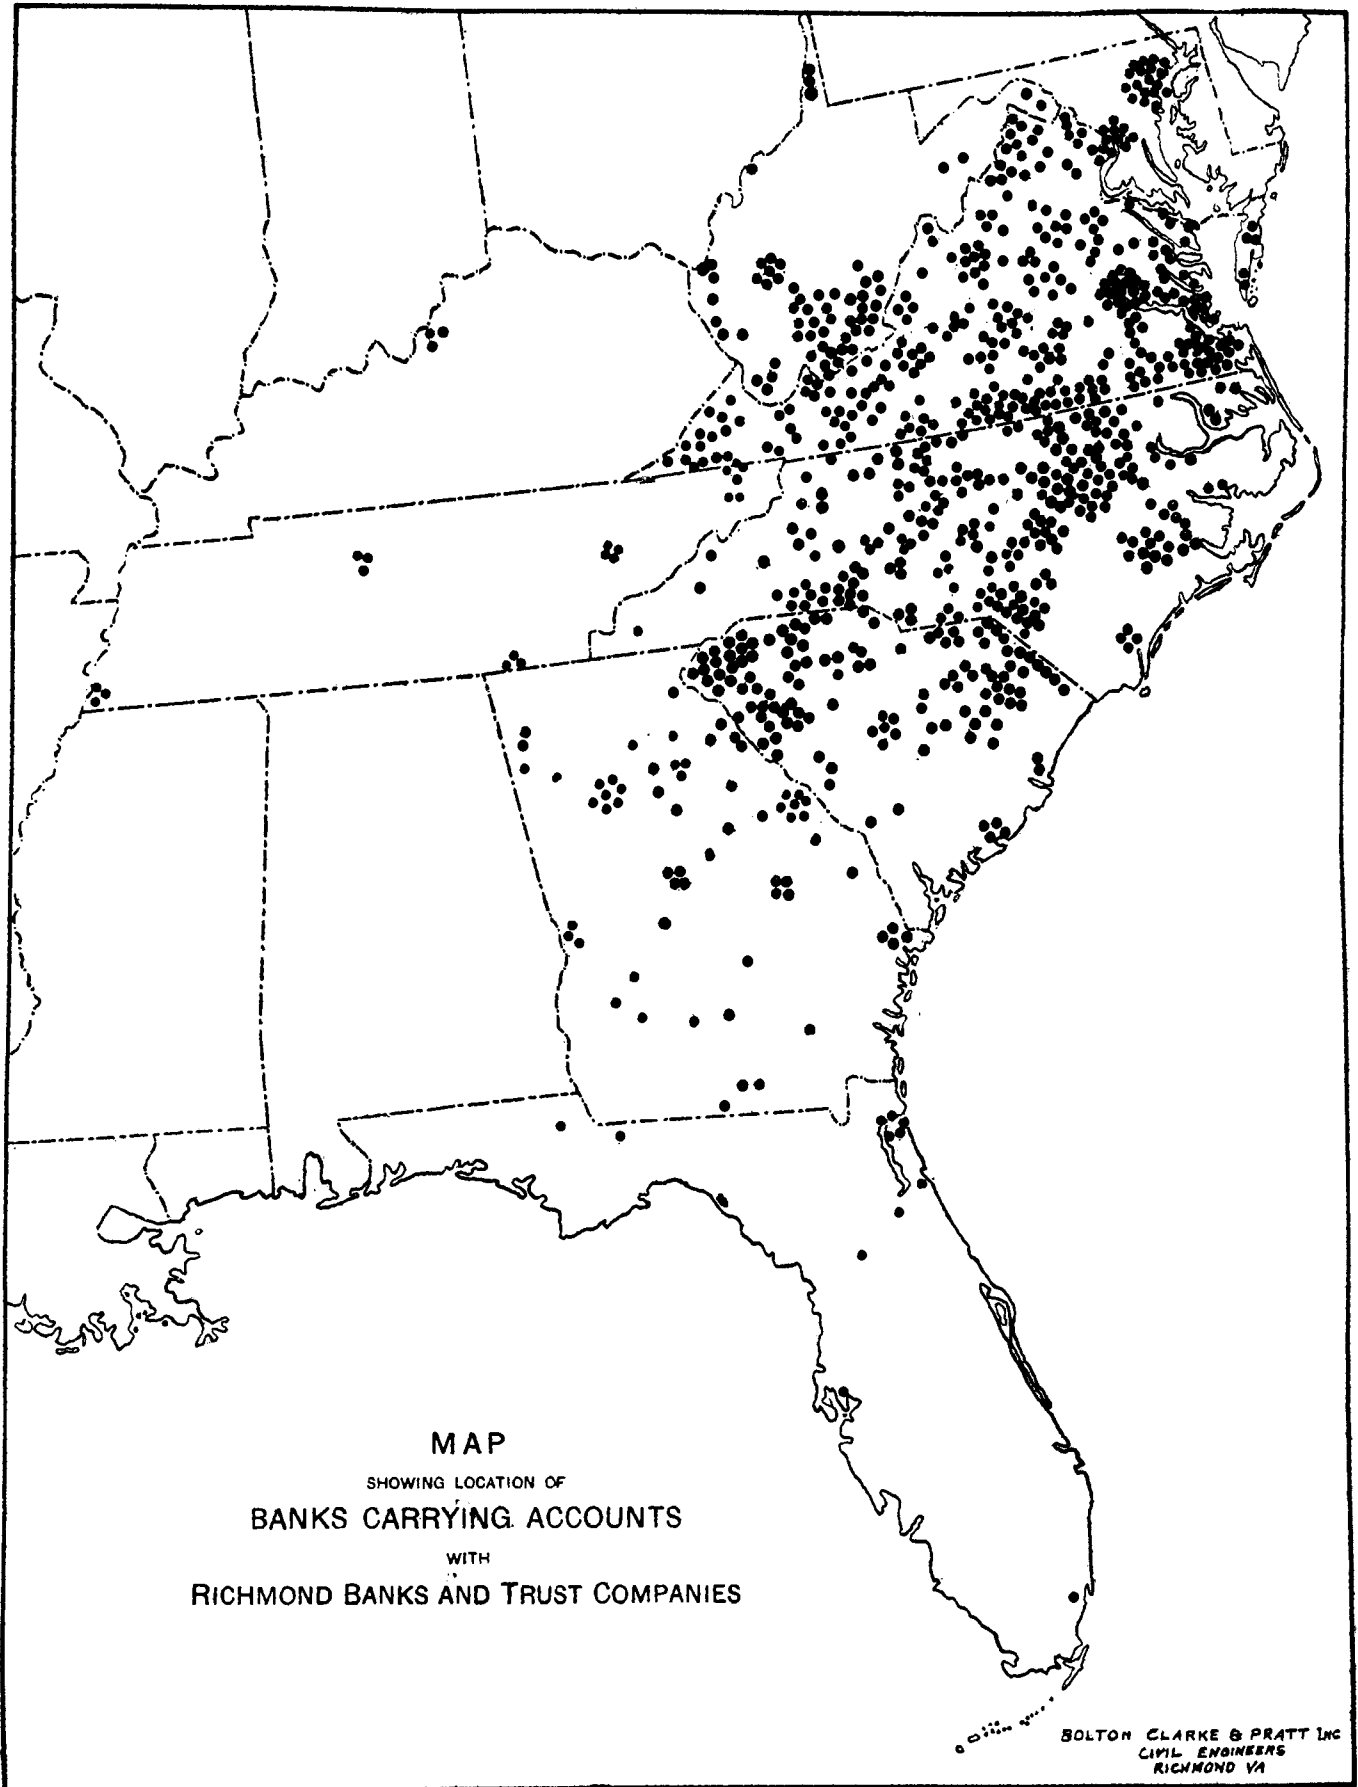 MAP
SHOWING LOCATION OF
BANKS CARRYING ACCOUNTS
WITH
RICHMOND BANKS AND TRUST COMPANIES
BOLTON CLARKE & PRATT INC
CIVIL ENGINEERS
RICHMOND VA